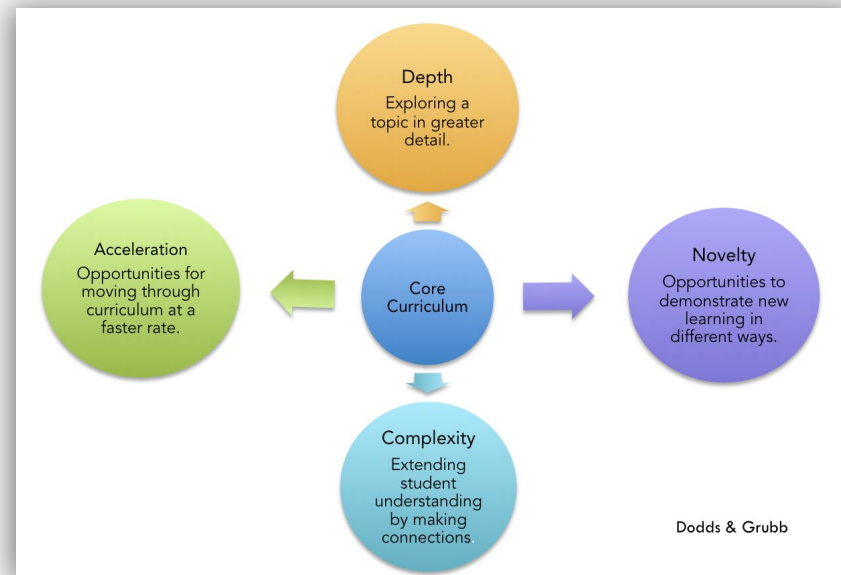 Depth
Exploring a
topic in greater
detail.
Acceleration
Opportunities for
moving through
curriculum at a
faster rate.
Core
Curriculum
Novelty
Opportunities to
demonstrate new
learning in
different ways.
Complexity
Extending
student
understanding
by making
connections.
Dodds & Grubb